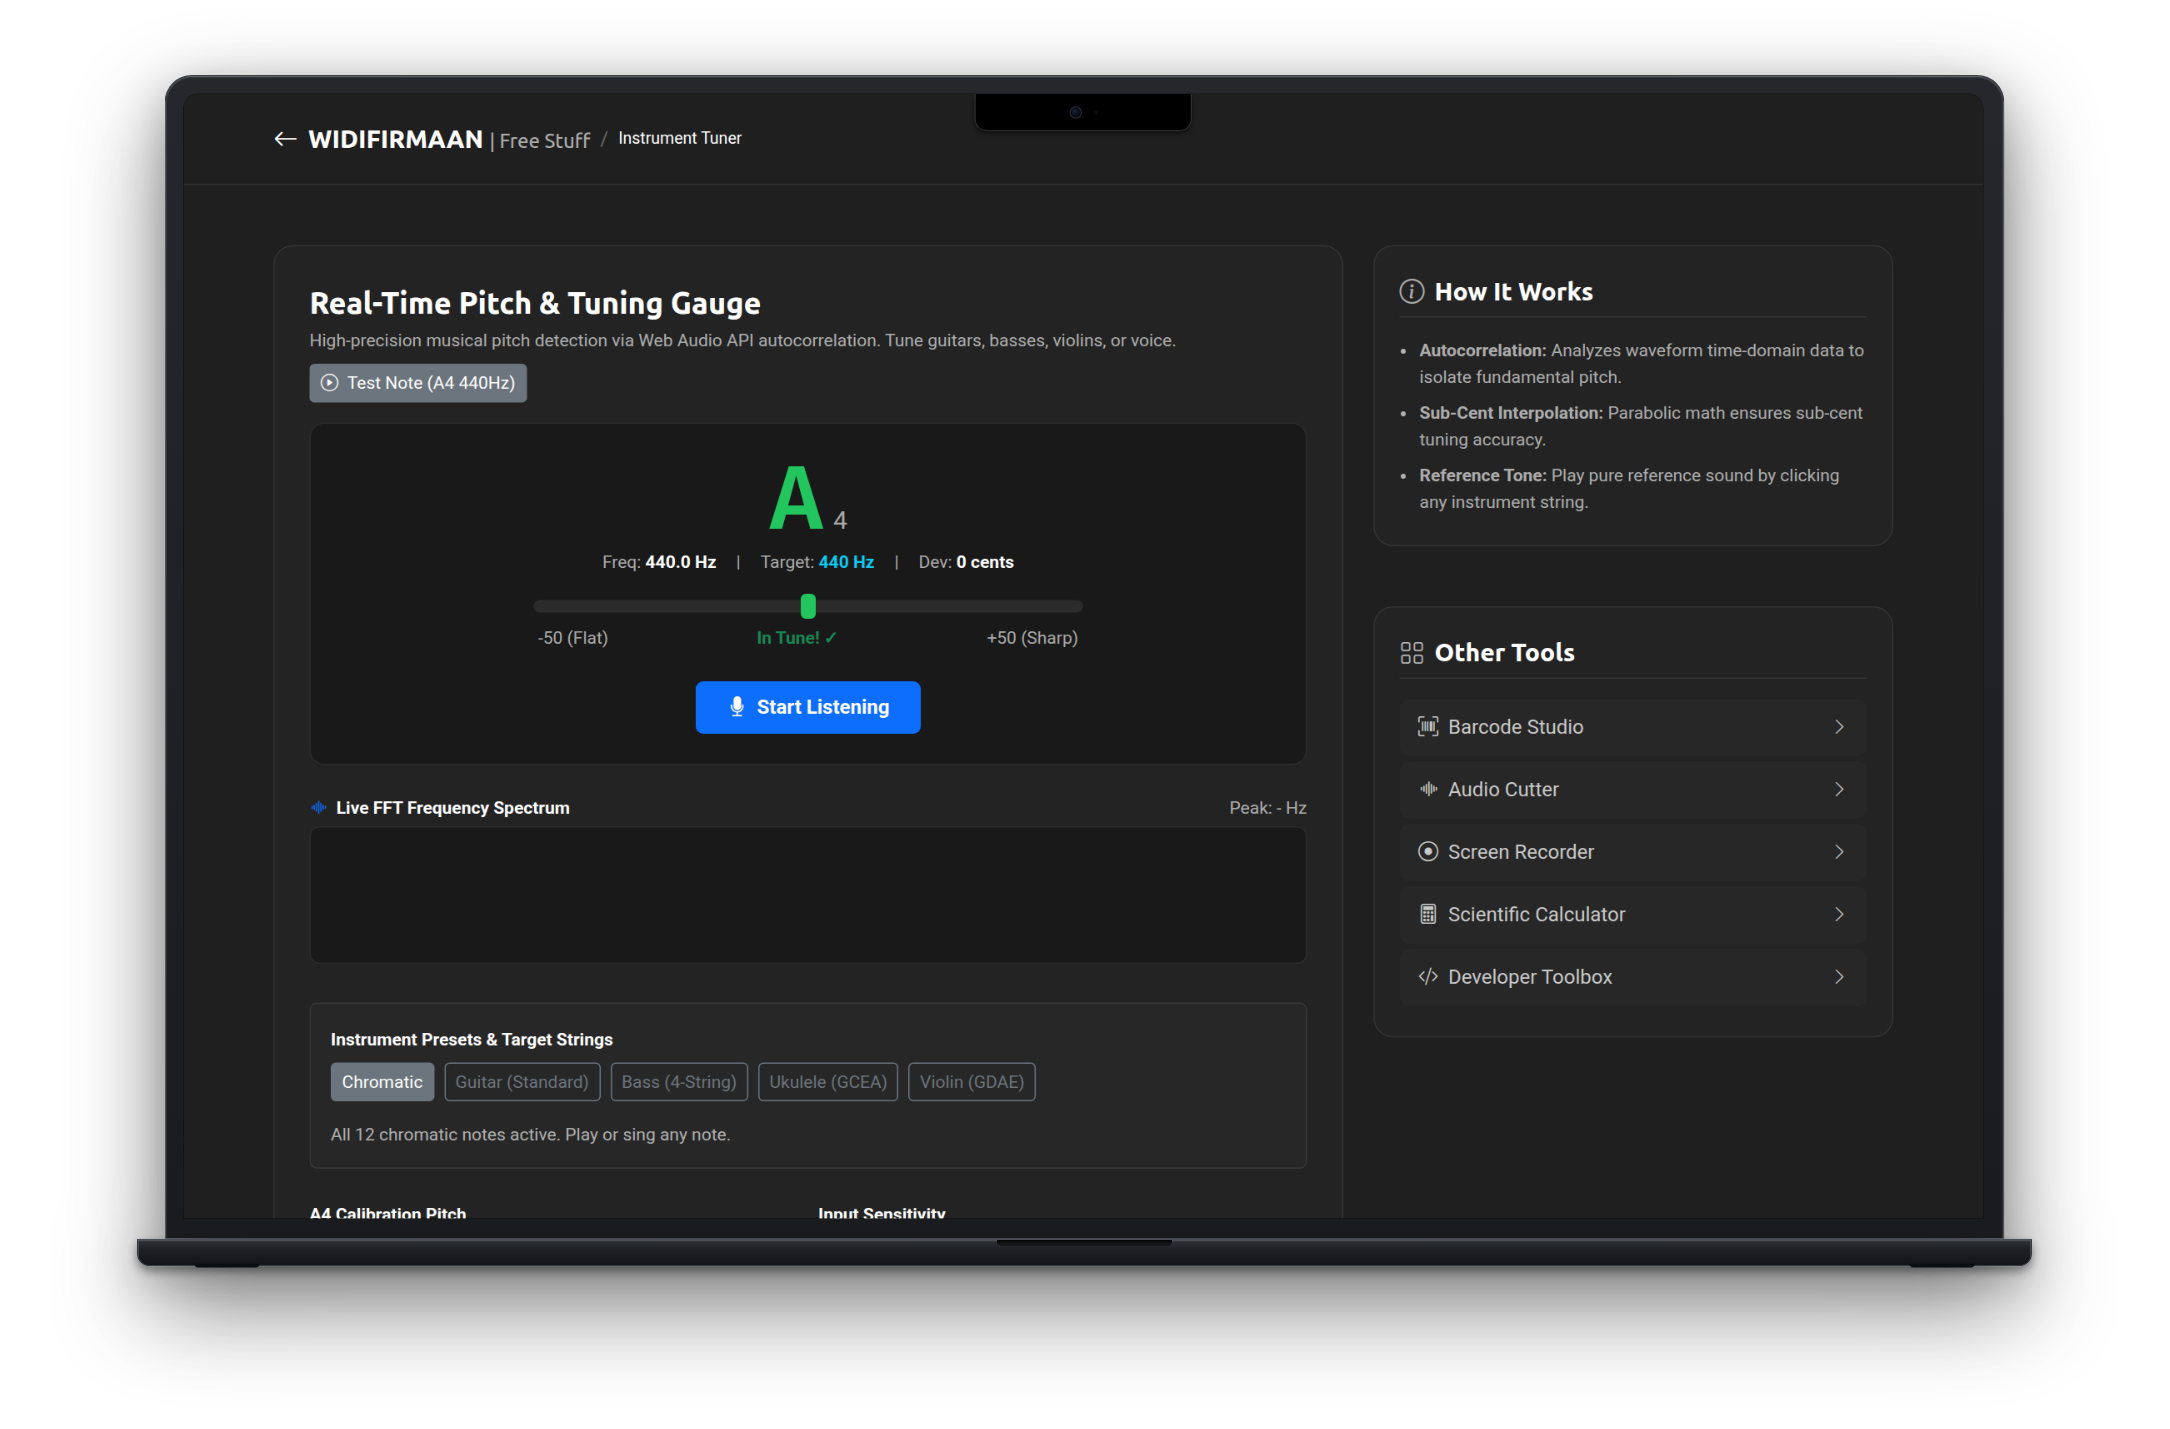 WIDIFIRMAAN | Free Stuff / Instrument Tuner
Real-Time Pitch & Tuning Gauge
High-precision musical pitch detection via Web Audio API autocorrelation. Tune guitars, basses, violins, or voice.
Test Note (A4 440Hz)
A 4
Freq: 440.0 Hz | Target: 440 Hz | Dev: 0 cents
-50 (Flat) In Tune! ✓ +50 (Sharp)
Start Listening
Live FFT Frequency Spectrum Peak: - Hz
Instrument Presets & Target Strings
Chromatic Guitar (Standard) Bass (4-String) Ukulele (GCEA) Violin (GDAE)
All 12 chromatic notes active. Play or sing any note.
A4 Calibration Pitch Input Sensitivity
How It Works
• Autocorrelation: Analyzes waveform time-domain data to
isolate fundamental pitch.
• Sub-Cent Interpolation: Parabolic math ensures sub-cent
tuning accuracy.
• Reference Tone: Play pure reference sound by clicking
any instrument string.
Other Tools
Barcode Studio
Audio Cutter
Screen Recorder
Scientific Calculator
Developer Toolbox